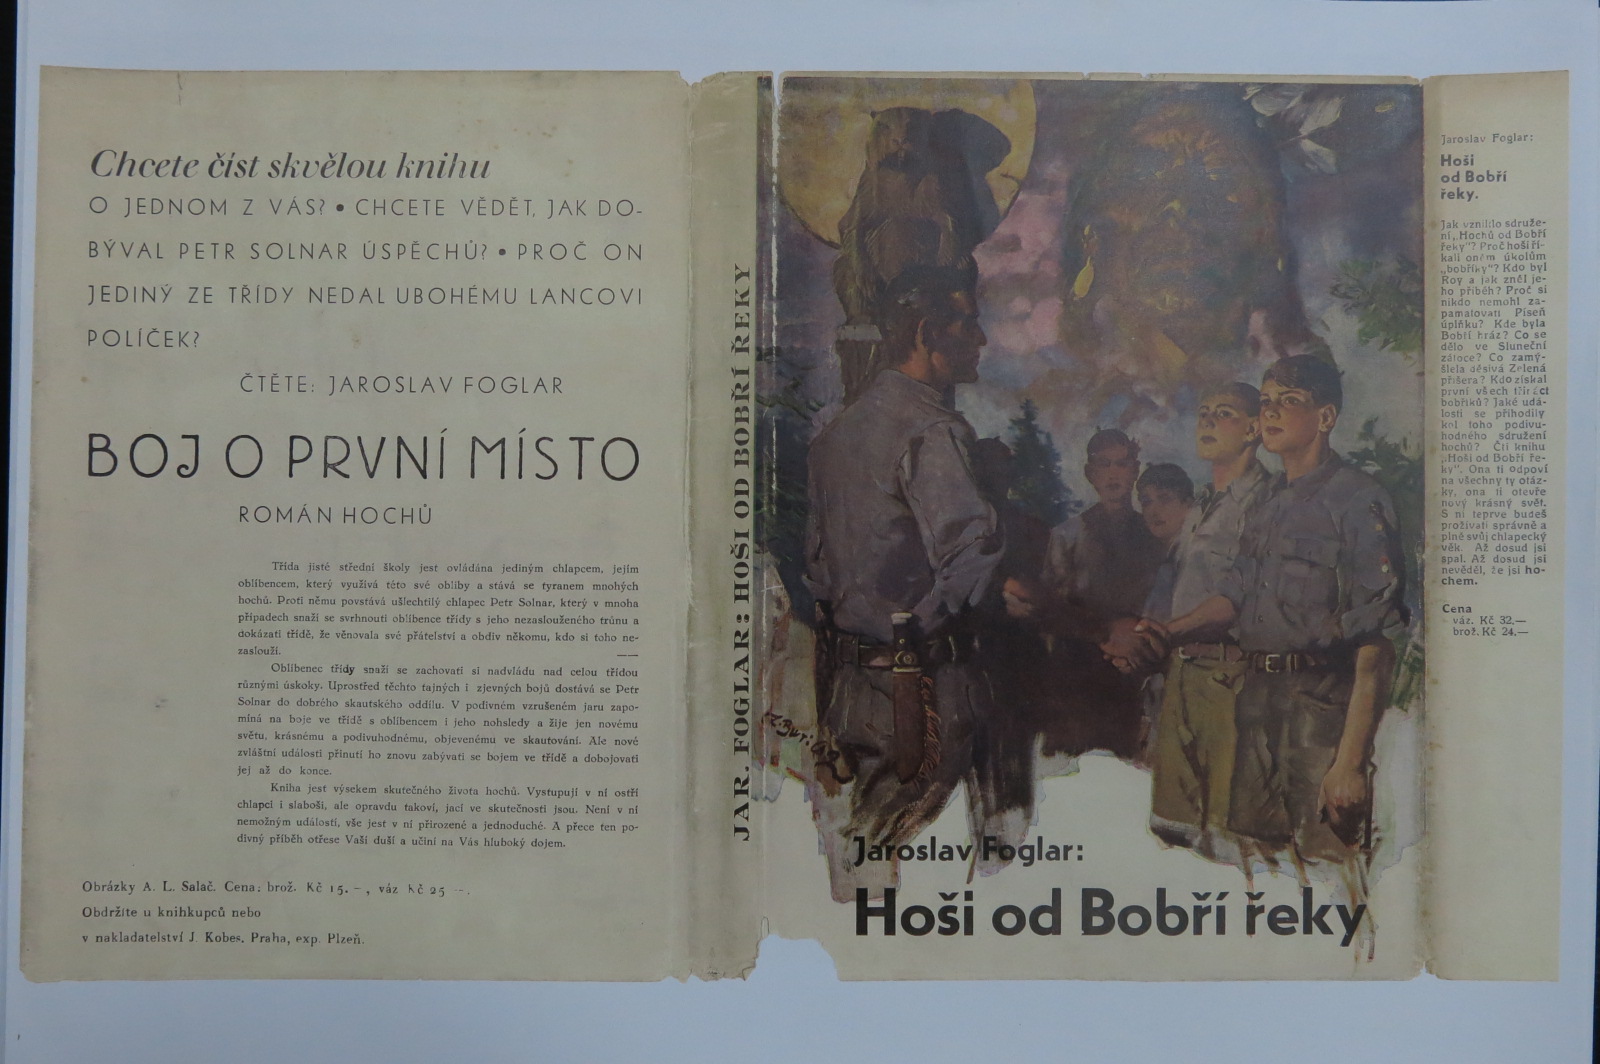 Chcete číst skvělou knihu
O JEDNOM Z VÁS? • CHCETE VĚDĚT, JAK DO-
BÝVAL PETR SOLNAR ÚSPĚCHŮ? • PROČ ON
JEDINÝ ZE TŘÍDY NEDAL UBOHÉMU LANCOVI
POLÍČEK?
ČTĚTE: JAROSLAV FOGLAR
BOJ O PRVNÍ MÍSTO
ROMÁN HOCHŮ
Třída jisté střední školy jest ovládána jediným chlapcem, jejím
oblíbencem, který využívá této své obliby a stává se tyranem mnohých
hochů. Proti němu povstává ušlechtilý chlapec Petr Solnar, který v mnoha
případech snaží se svrhnouti oblíbence třídy s jeho nezaslouženého trůnu a
dokázati třídě, že věnovala své přátelství a obdiv někomu, kdo si toho ne-
zaslouží.
Oblíbenec třídy snaží se zachovati si nadvládu nad celou třídou
různými úskoky. Uprostřed těchto tajných i zjevných bojů dostává se Petr
Solnar do dobrého skautského oddílu. V podivném vzrušeném jaru zapo-
míná na boje ve třídě s oblíbencem i jeho nohsledy a žije jen novému
světu, krásnému a podivuhodnému, objevenému ve skautování. Ale nové
zvláštní události přinutí ho znovu zabývati se bojem ve třídě a dobojovati
jej až do konce.
Kniha jest výsekem skutečného života hochů. Vystupují v ní ostří
chlapci i slaboši, ale opravdu takoví, jací ve skutečnosti jsou. Není v ní
nemožným událostí, vše jest v ní přirozené a jednoduché. A přece ten po-
divný příběh otřese Vaší duší a učiní na Vás hluboký dojem.
Obrázky A. L. Salač. Cena: brož. Kč 15.–, váz Kč 25 –.
Obdržíte u knihkupců nebo
v nakladatelství J. Kobes, Praha, exp. Plzeň.
JAR. FOGLAR: HOŠI OD BOBŘÍ ŘEKY
Z. Burian
Jaroslav Foglar:
Hoši od Bobří řeky
Jaroslav Foglar:
Hoši
od Bobří
řeky.
Jak vzniklo sdruže-
ní „Hochů od Bobří
řeky"? Proč hoši ří-
kali oněm úkolům
„bobříky"? Kdo byl
Roy a jak zněl je-
ho příběh? Proč si
nikdo nemohl za-
pamatovati Píseň
úplňku? Kde byla
Bobří hráz? Co se
dělo ve Sluneční
zátoce? Co zamý-
šlela děsivá Zelená
příšera? Kdo získal
první všech třináct
bobříků? Jaké udá-
losti se přihodily
kol toho podivu-
hodného sdružení
hochů? Čti knihu
„Hoši od Bobří ře-
ky". Ona ti odpoví
na všechny ty otáz-
ky, ona ti otevře
nový krásný svět.
S ní teprve budeš
prožívati správně a
plně svůj chlapecký
věk. Až dosud jsi
spal. Až dosud jsi
nevěděl, že jsi ho-
chem.
Cena
váz. Kč 32.—
brož. Kč 24.—